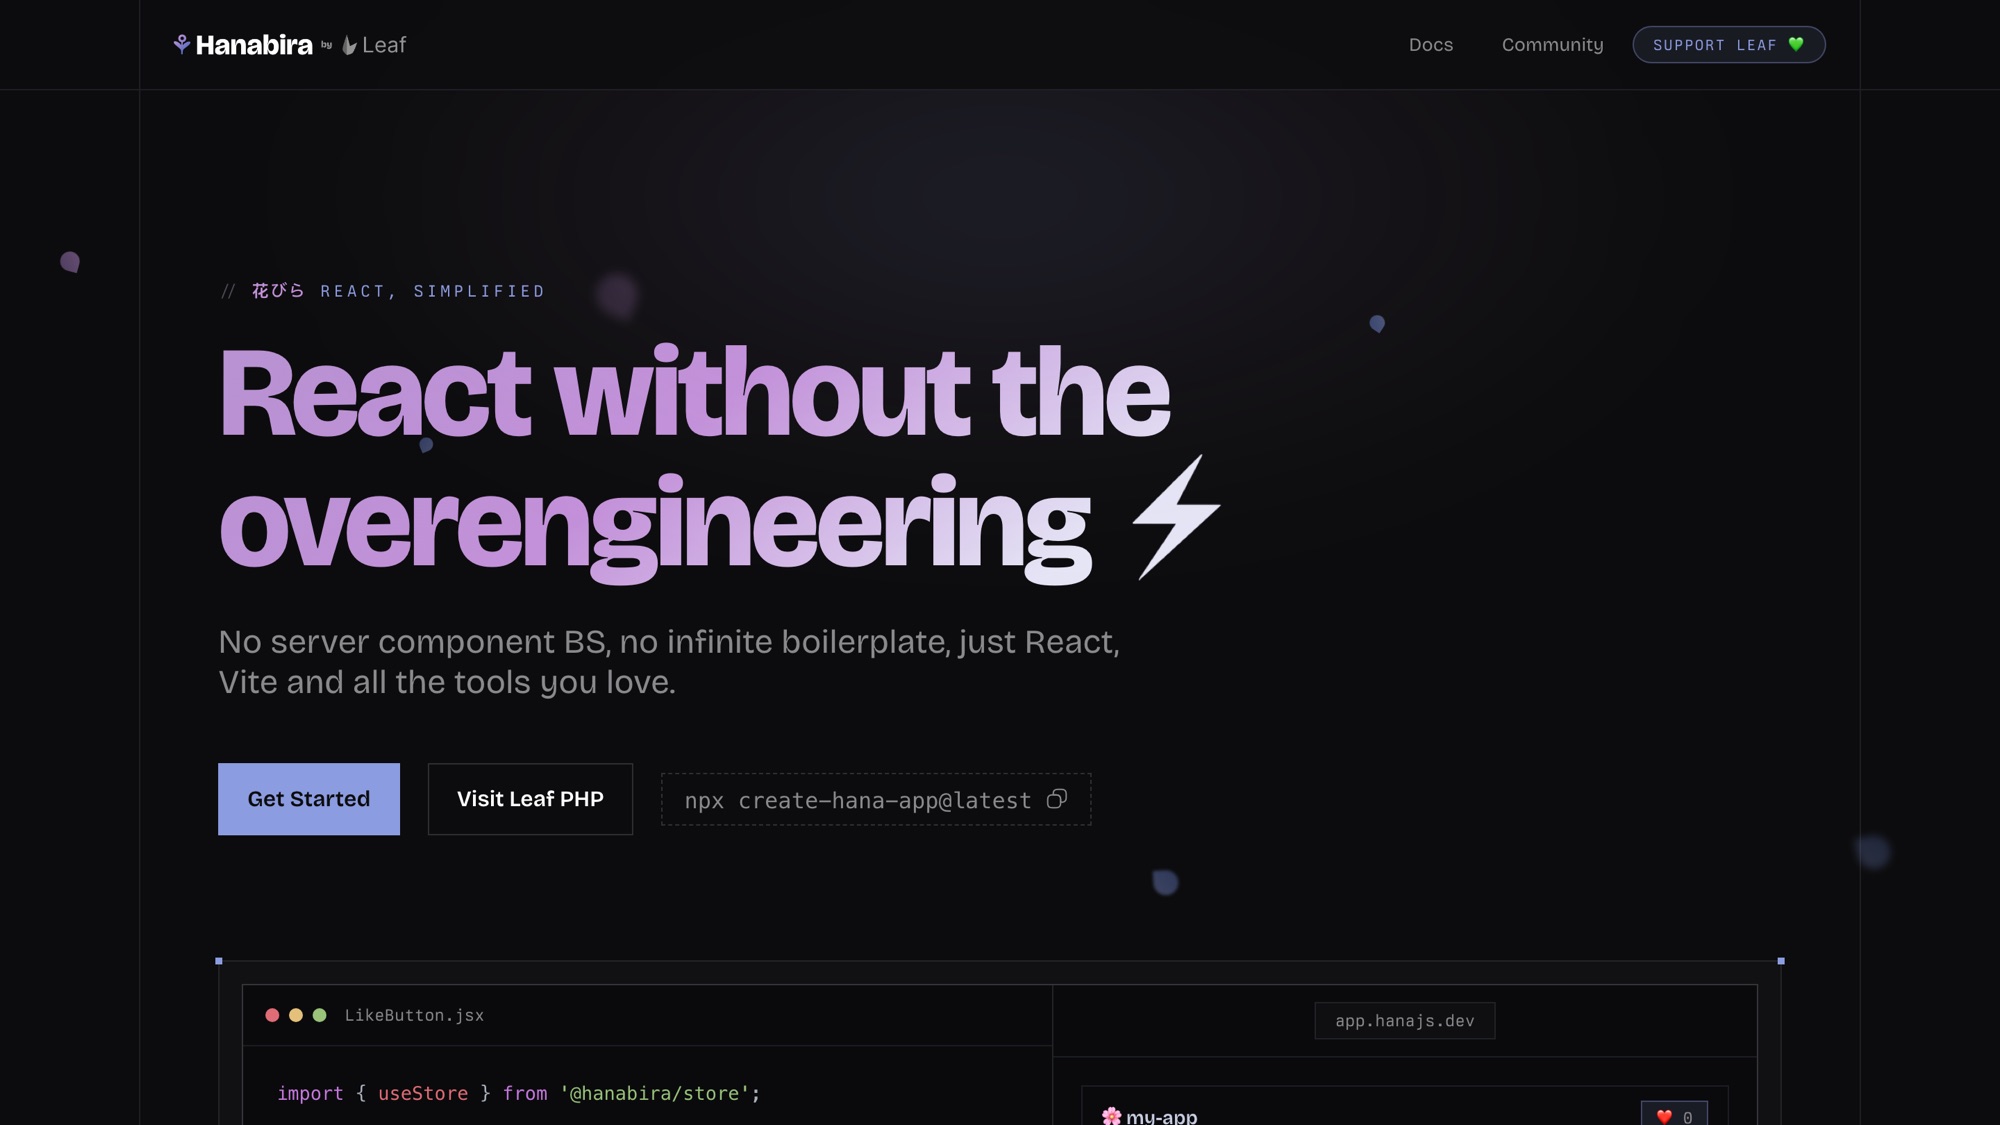 Hanabira by Leaf
Docs
Community
SUPPORT LEAF 💚
// 花びら REACT, SIMPLIFIED
React without the
overengineering ⚡
No server component BS, no infinite boilerplate, just React,
Vite and all the tools you love.
Get Started
Visit Leaf PHP
npx create-hana-app@latest
LikeButton.jsx
app.hanajs.dev
import { useStore } from '@hanabira/store';
🌸 my-app
❤️ 0